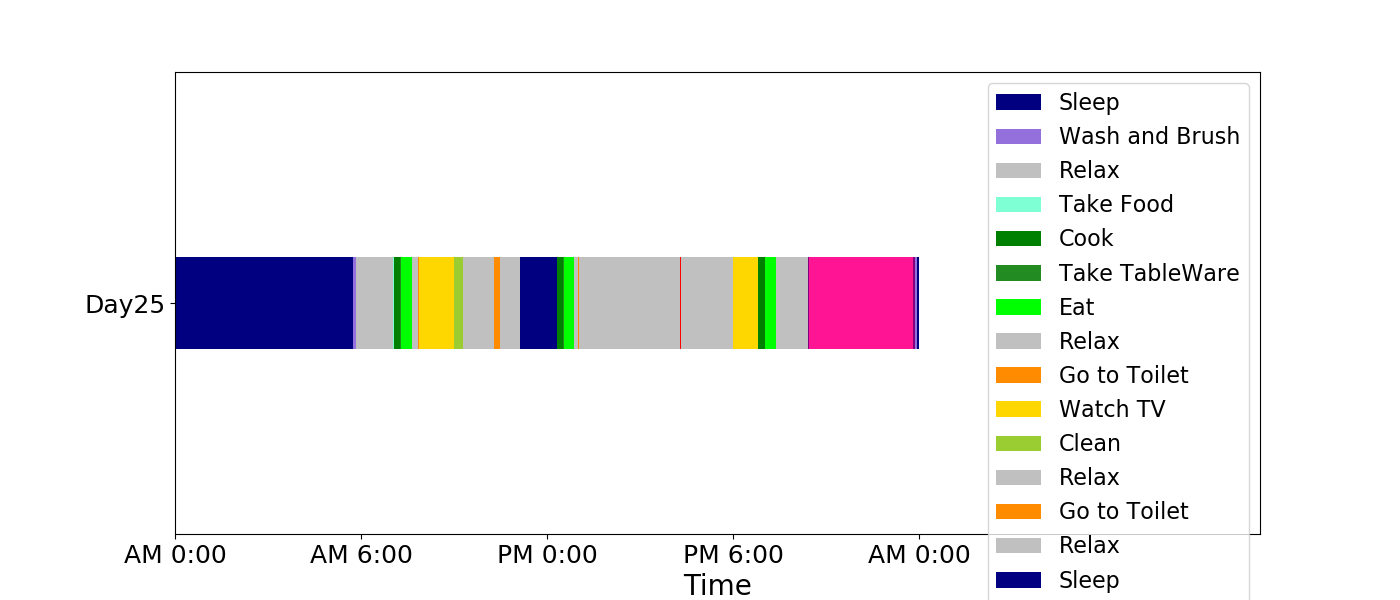 Sleep
Wash and Brush
Relax
Take Food
Cook
Take TableWare
Eat
Relax
Go to Toilet
Watch TV
Clean
Relax
Go to Toilet
Relax
Sleep
Day25
AM 0:00 AM 6:00 PM 0:00 PM 6:00 AM 0:00
Time